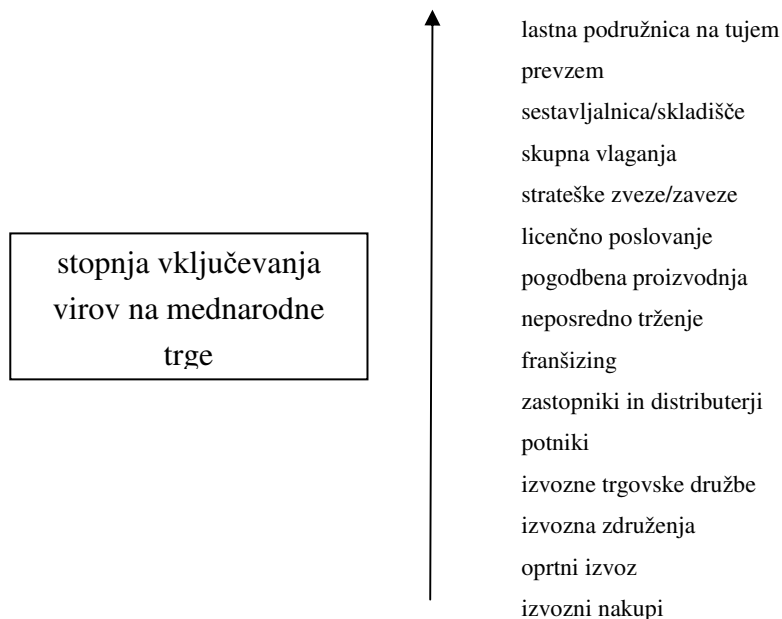 stopnja vključevanja
virov na mednarodne
trge
lastna podružnica na tujem
prevzem
sestavljalnica/skladišče
skupna vlaganja
strateške zveze/zaveze
licenčno poslovanje
pogodbena proizvodnja
neposredno trženje
franšizing
zastopniki in distributerji
potniki
izvozne trgovske družbe
izvozna združenja
oprtni izvoz
izvozni nakupi